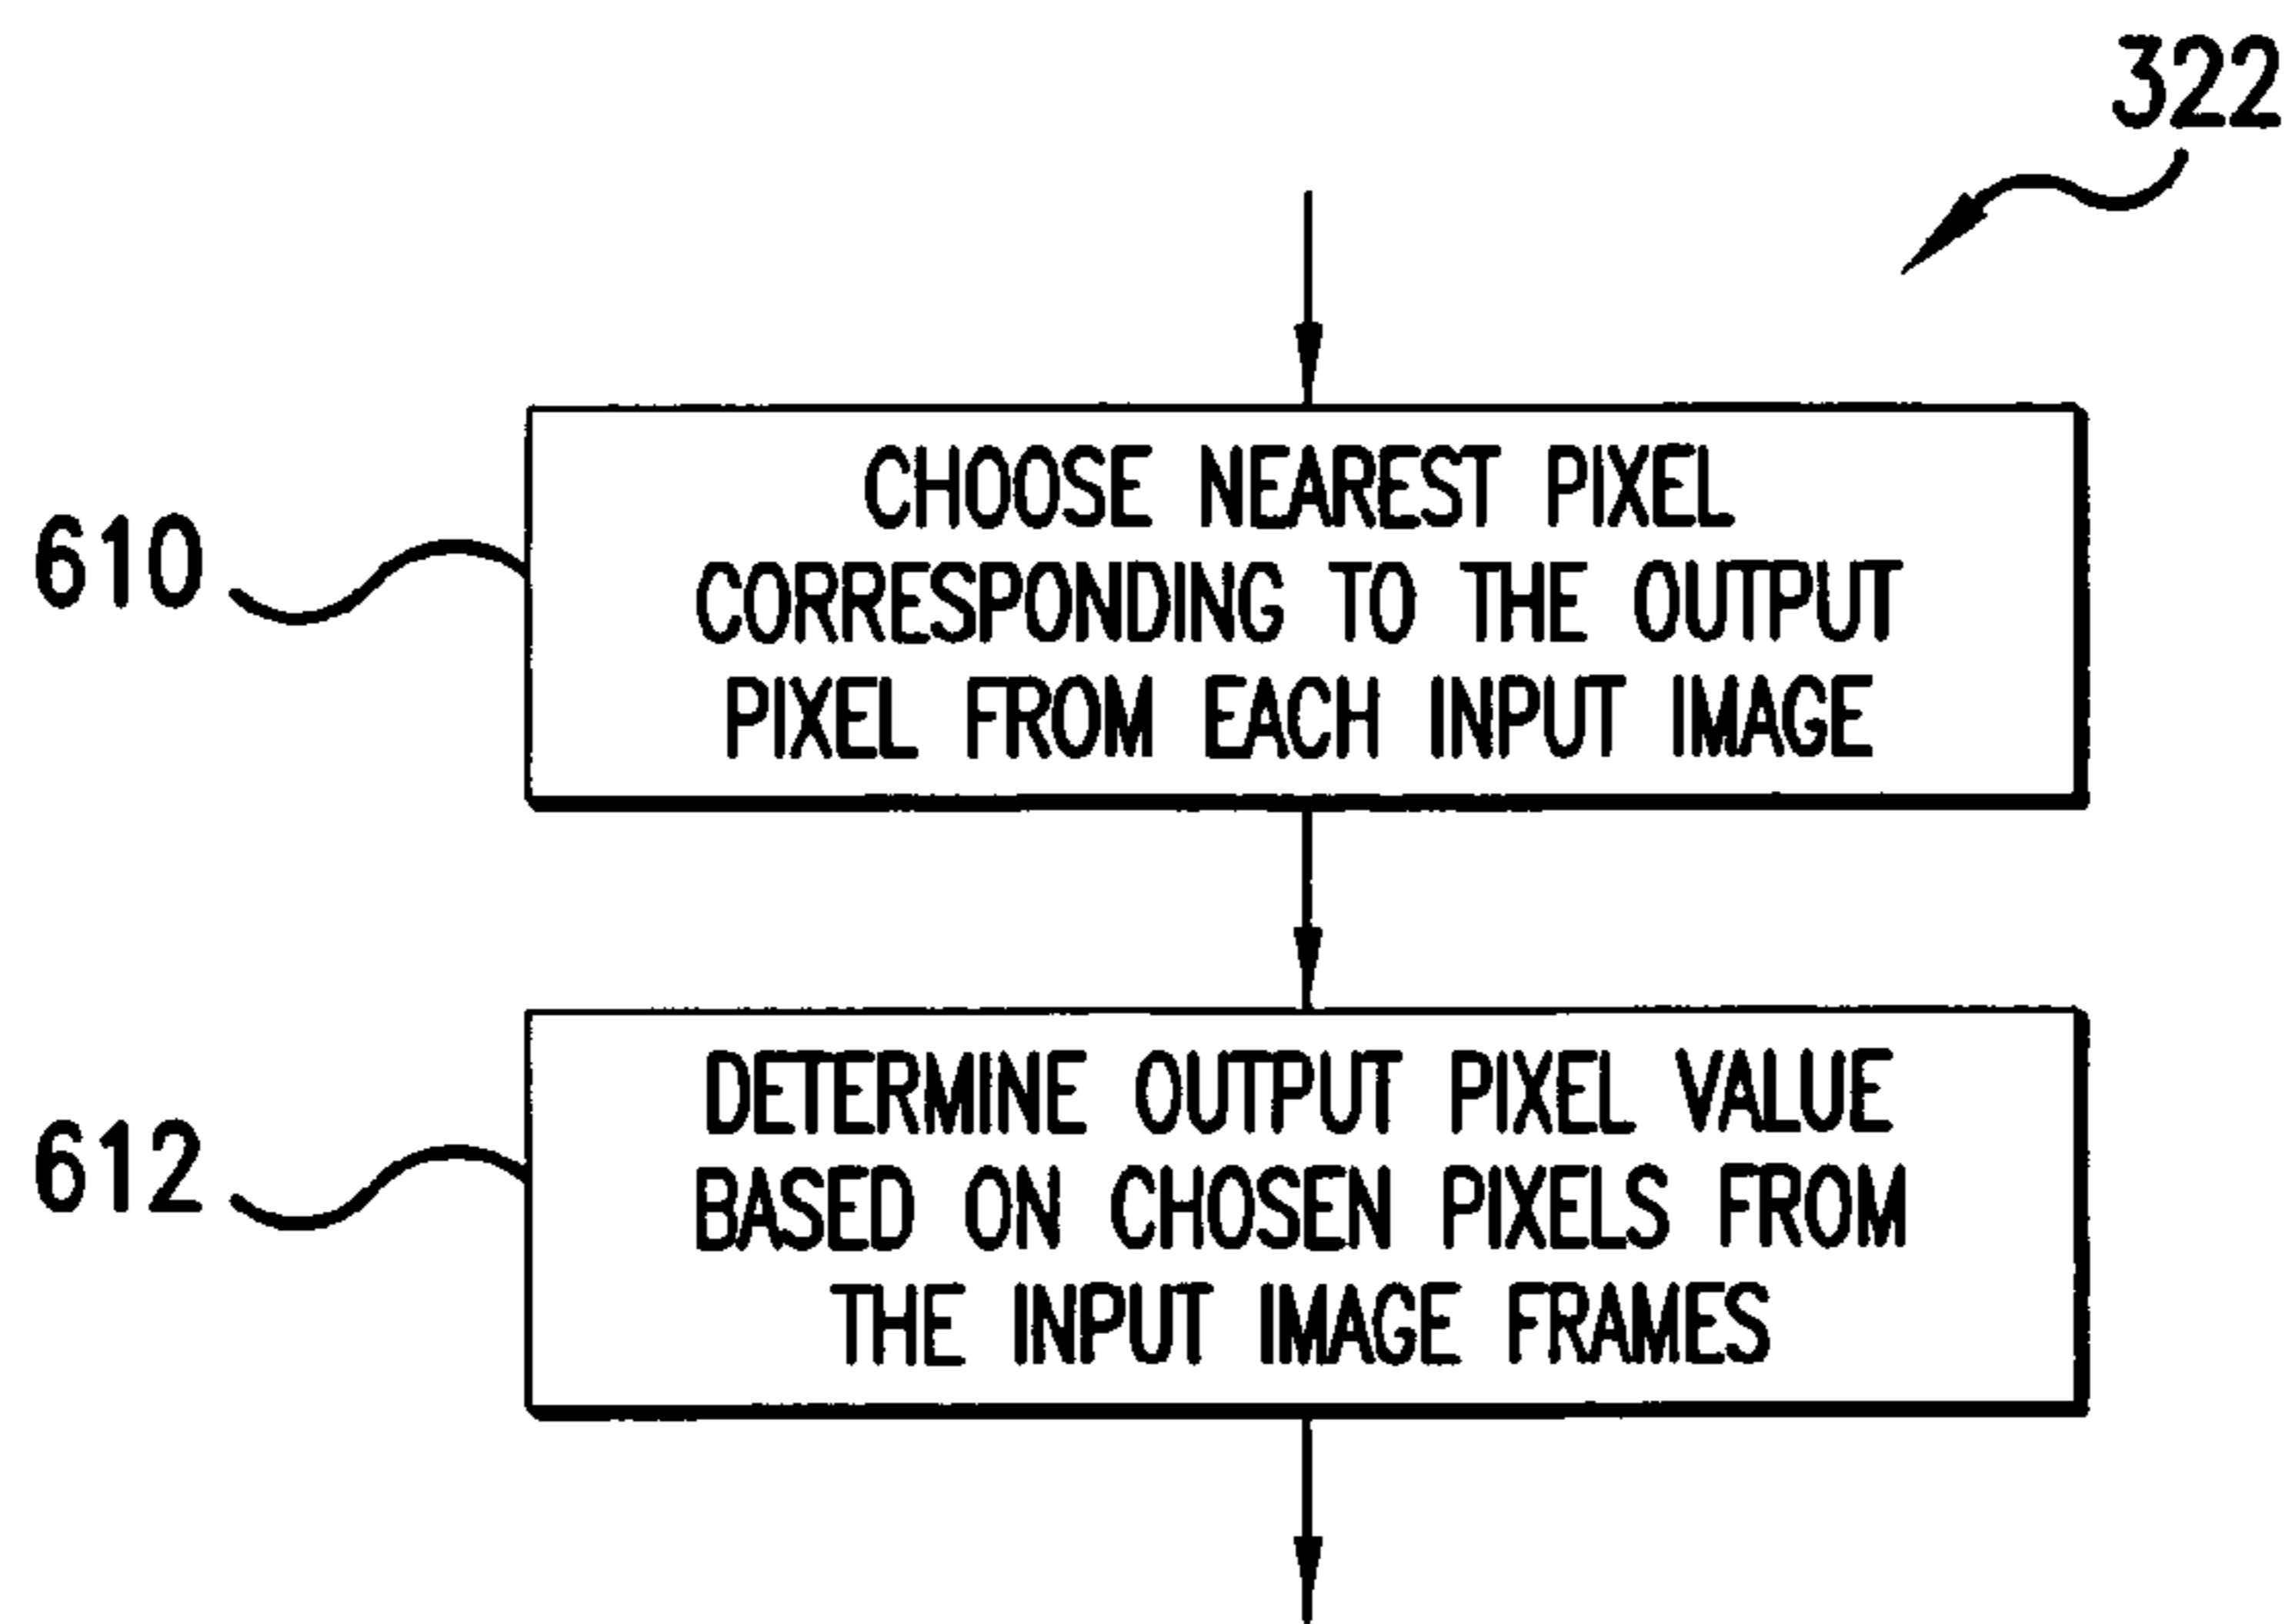 322
610
CHOOSE NEAREST PIXEL
CORRESPONDING TO THE OUTPUT
PIXEL FROM EACH INPUT IMAGE
612
DETERMINE OUTPUT PIXEL VALUE
BASED ON CHOSEN PIXELS FROM
THE INPUT IMAGE FRAMES